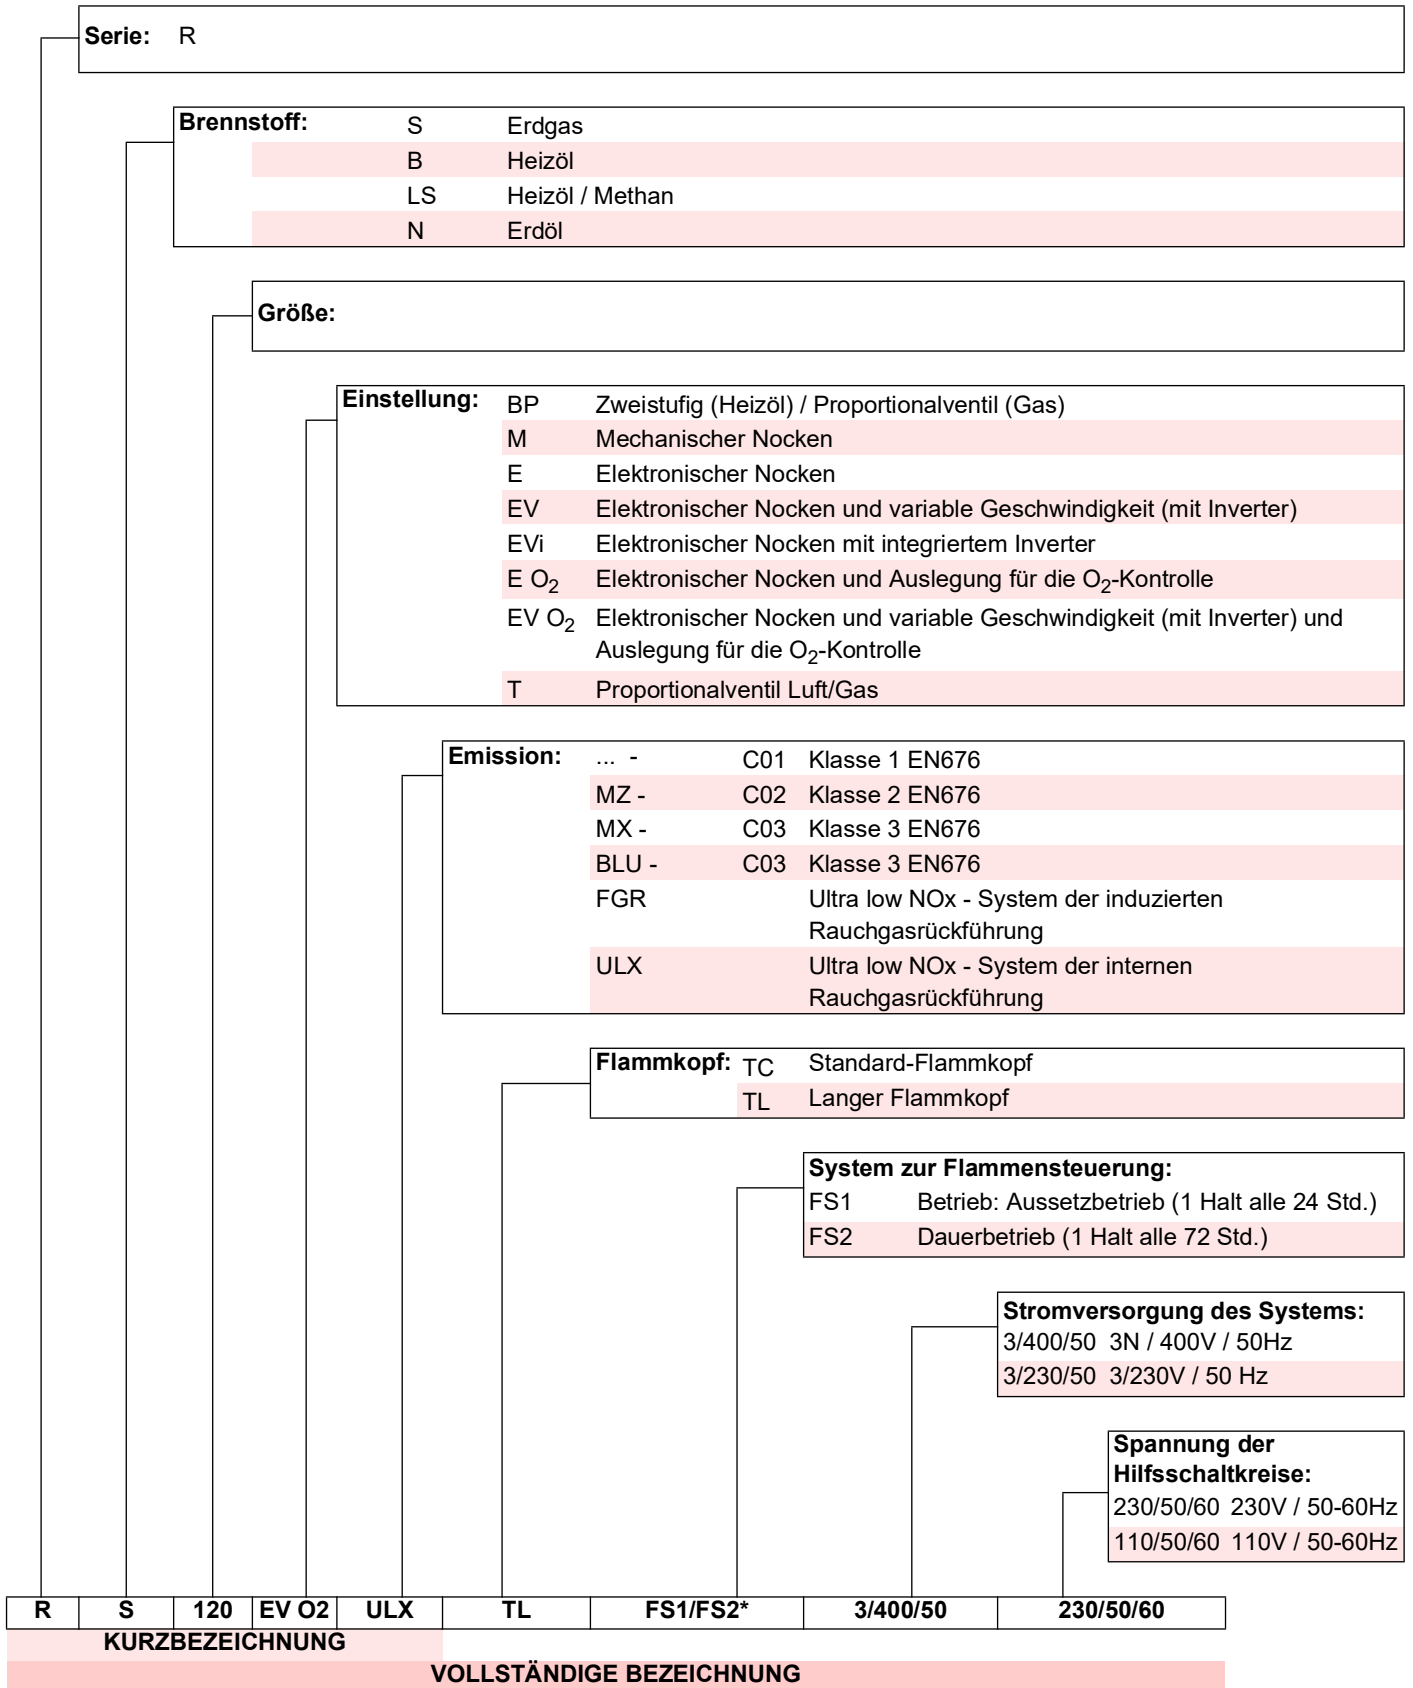 Serie: R
Brennstoff: S Erdgas
B Heizöl
LS Heizöl / Methan
N Erdöl
Größe:
Einstellung: BP Zweistufig (Heizöl) / Proportionalventil (Gas)
M Mechanischer Nocken
E Elektronischer Nocken
EV Elektronischer Nocken und variable Geschwindigkeit (mit Inverter)
EVi Elektronischer Nocken mit integriertem Inverter
E O2 Elektronischer Nocken und Auslegung für die O2-Kontrolle
EV O2 Elektronischer Nocken und variable Geschwindigkeit (mit Inverter) und
Auslegung für die O2-Kontrolle
T Proportionalventil Luft/Gas
Emission: ... - C01 Klasse 1 EN676
MZ - C02 Klasse 2 EN676
MX - C03 Klasse 3 EN676
BLU - C03 Klasse 3 EN676
FGR Ultra low NOx - System der induzierten
Rauchgasrückführung
ULX Ultra low NOx - System der internen
Rauchgasrückführung
Flammkopf: TC Standard-Flammkopf
TL Langer Flammkopf
System zur Flammensteuerung:
FS1 Betrieb: Aussetzbetrieb (1 Halt alle 24 Std.)
FS2 Dauerbetrieb (1 Halt alle 72 Std.)
Stromversorgung des Systems:
3/400/50 3N / 400V / 50Hz
3/230/50 3/230V / 50 Hz
Spannung der
Hilfsschaltkreise:
230/50/60 230V / 50-60Hz
110/50/60 110V / 50-60Hz
R S 120 EV O2 ULX TL FS1/FS2* 3/400/50 230/50/60
KURZBEZEICHNUNG
VOLLSTÄNDIGE BEZEICHNUNG